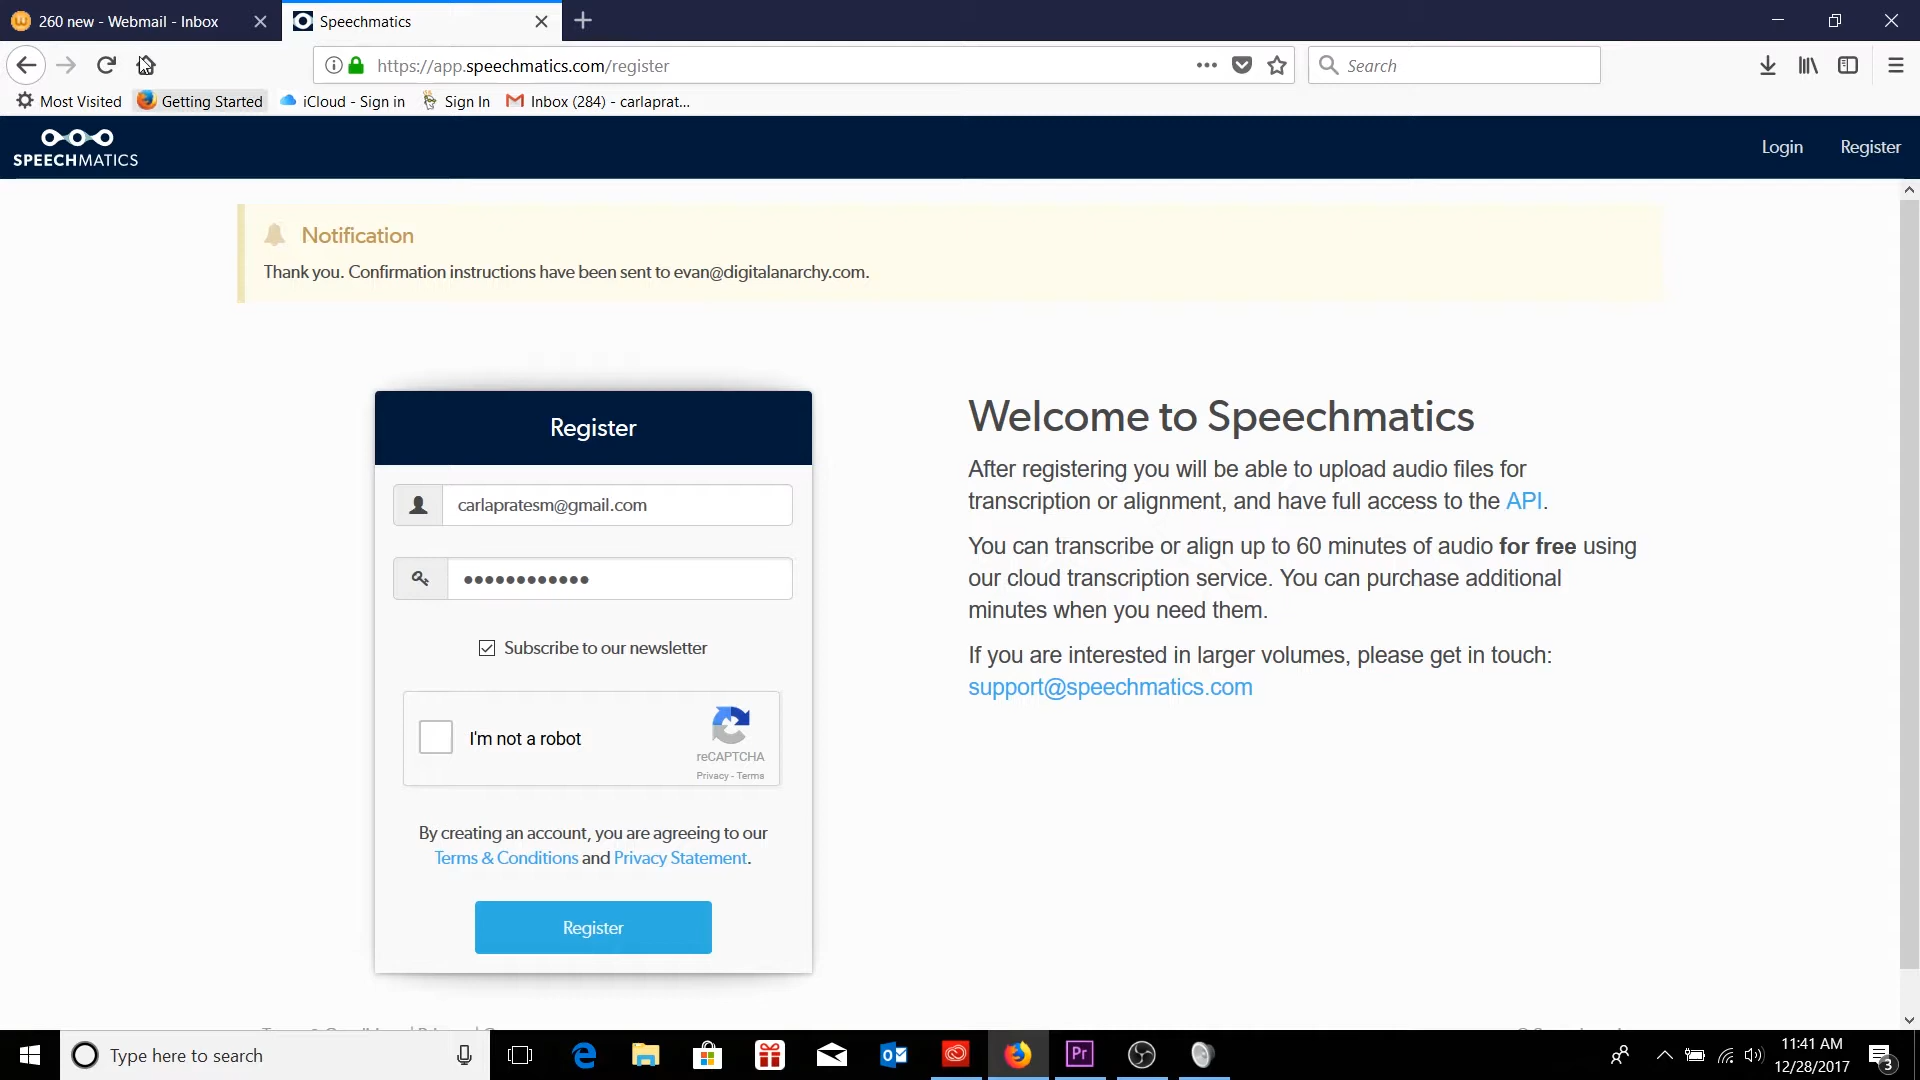 260 new - Webmail - Inbox
Speechmatics
https://app.speechmatics.com/register
Search
Most Visited
Getting Started
iCloud - Sign in
Sign In
Inbox (284) - carlaprat...
SPEECHMATICS
Login
Register
Notification
Thank you. Confirmation instructions have been sent to evan@digitalanarchy.com.
Register
carlapratesm@gmail.com
Subscribe to our newsletter
I'm not a robot
reCAPTCHA
Privacy - Terms
By creating an account, you are agreeing to our
Terms & Conditions and Privacy Statement.
Register
Welcome to Speechmatics
After registering you will be able to upload audio files for
transcription or alignment, and have full access to the API.
You can transcribe or align up to 60 minutes of audio for free using
our cloud transcription service. You can purchase additional
minutes when you need them.
If you are interested in larger volumes, please get in touch:
support@speechmatics.com
Type here to search
Pr
11:41 AM
12/28/2017
3